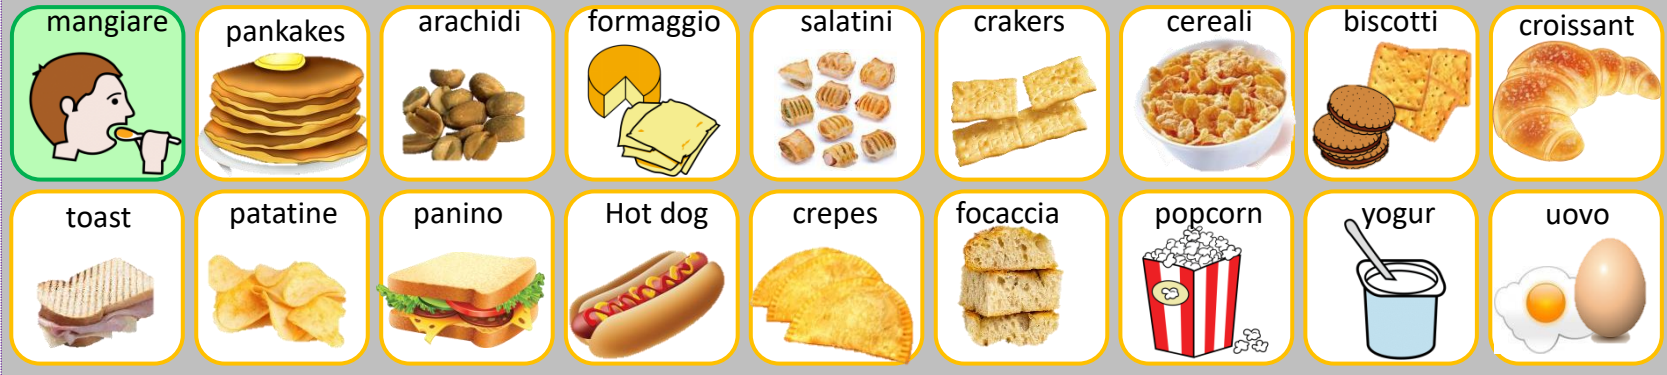 mangiare
pankakes
arachidi
formaggio
salatini
crakers
cereali
biscotti
croissant
toast
patatine
panino
Hot dog
crepes
focaccia
popcorn
yogur
uovo